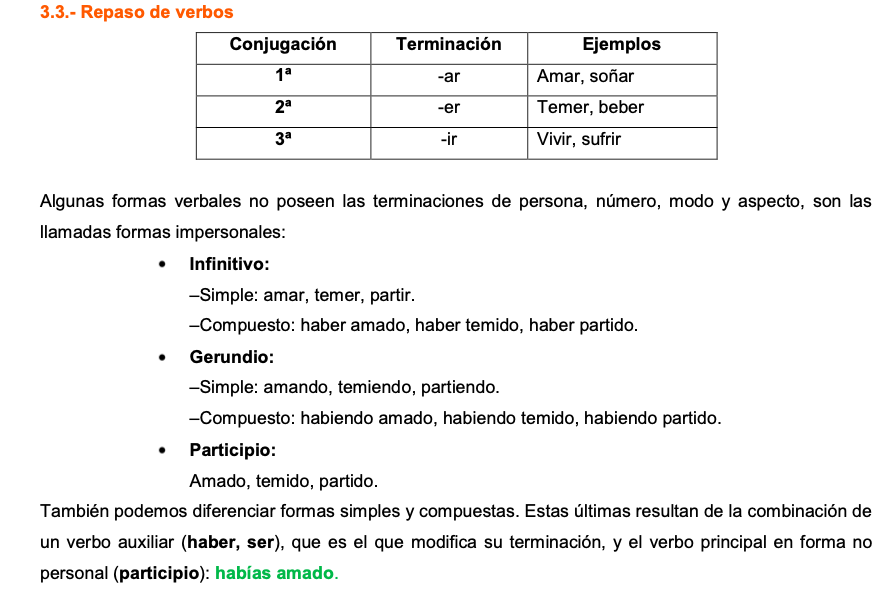 3.3.- Repaso de verbos
Conjugación Terminación Ejemplos
1ª -ar Amar, soñar
2ª -er Temer, beber
3ª -ir Vivir, sufrir
Algunas formas verbales no poseen las terminaciones de persona, número, modo y aspecto, son las
llamadas formas impersonales:
• Infinitivo:
–Simple: amar, temer, partir.
–Compuesto: haber amado, haber temido, haber partido.
• Gerundio:
–Simple: amando, temiendo, partiendo.
–Compuesto: habiendo amado, habiendo temido, habiendo partido.
• Participio:
Amado, temido, partido.
También podemos diferenciar formas simples y compuestas. Estas últimas resultan de la combinación de
un verbo auxiliar (haber, ser), que es el que modifica su terminación, y el verbo principal en forma no
personal (participio): habías amado.